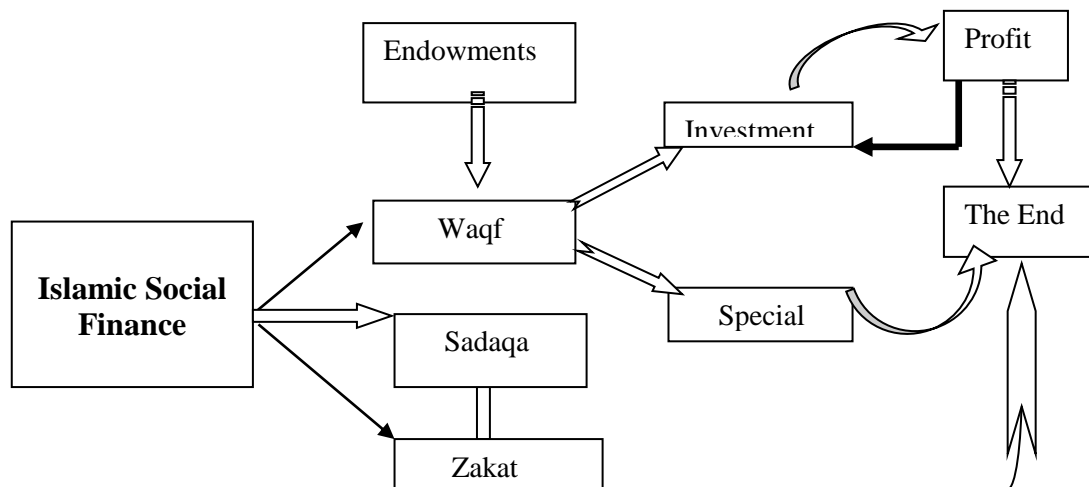 Endowments
Profit
Investment
Waqf
The End
Islamic Social
Finance
Special
Sadaqa
Zakat